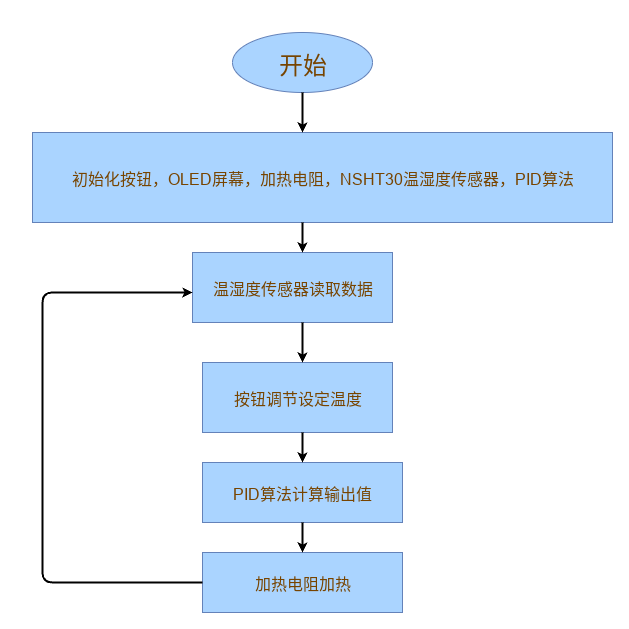 开始
初始化按钮，OLED屏幕，加热电阻，NSHT30温湿度传感器，PID算法
温湿度传感器读取数据
按钮调节设定温度
PID算法计算输出值
加热电阻加热